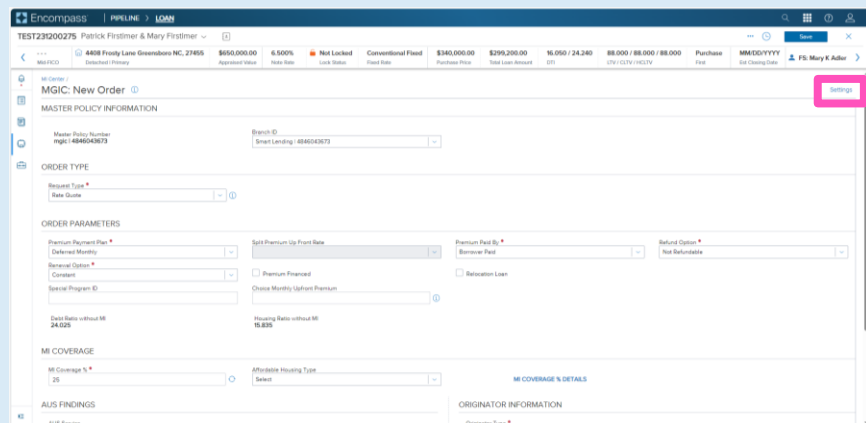 Encompass PIPELINE > LOAN
TEST231200275 Patrick Firstimer & Mary Firstimer
4408 Frosty Lane Greensboro NC, 27455 $650,000.00 6.500% Not Locked Conventional Fixed $340,000.00 $299,200.00 16.050 / 24.240 88.000 / 88.000 / 88.000 Purchase MM/DD/YYYY FS: Mary K Adler
Mid FICO Detached | Primary Appraised Value Note Rate Lock Status Fixed Rate Purchase Price Total Loan Amount DTI LTV / CLTV / HCLTV First Est Closing Date
Save
MI Center /
MGIC: New Order
Settings
MASTER POLICY INFORMATION
Master Policy Number
mgic | 4846043673
Branch ID
Smart Lending | 4846043673
ORDER TYPE
Request Type *
Rate Quote
ORDER PARAMETERS
Premium Payment Plan * Split Premium Up Front Rate Premium Paid By * Refund Option *
Deferred Monthly Borrower Paid Not Refundable
Renewal Option *
Constant Premium Financed Relocation Loan
Special Program ID Choice Monthly Upfront Premium
Debt Ratio without MI Housing Ratio without MI
24.025 15.835
MI COVERAGE
MI Coverage % * Affordable Housing Type
25 Select MI COVERAGE % DETAILS
AUS FINDINGS ORIGINATOR INFORMATION
Originator Type *